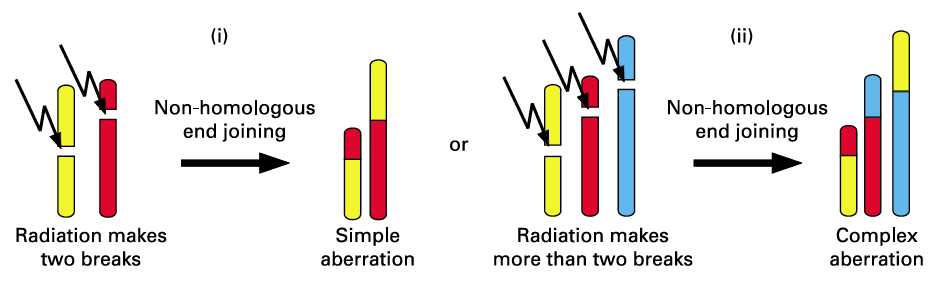 (i)
Non-homologous
end joining
Radiation makes
two breaks
Simple
aberration
or
(ii)
Non-homologous
end joining
Radiation makes
more than two breaks
Complex
aberration